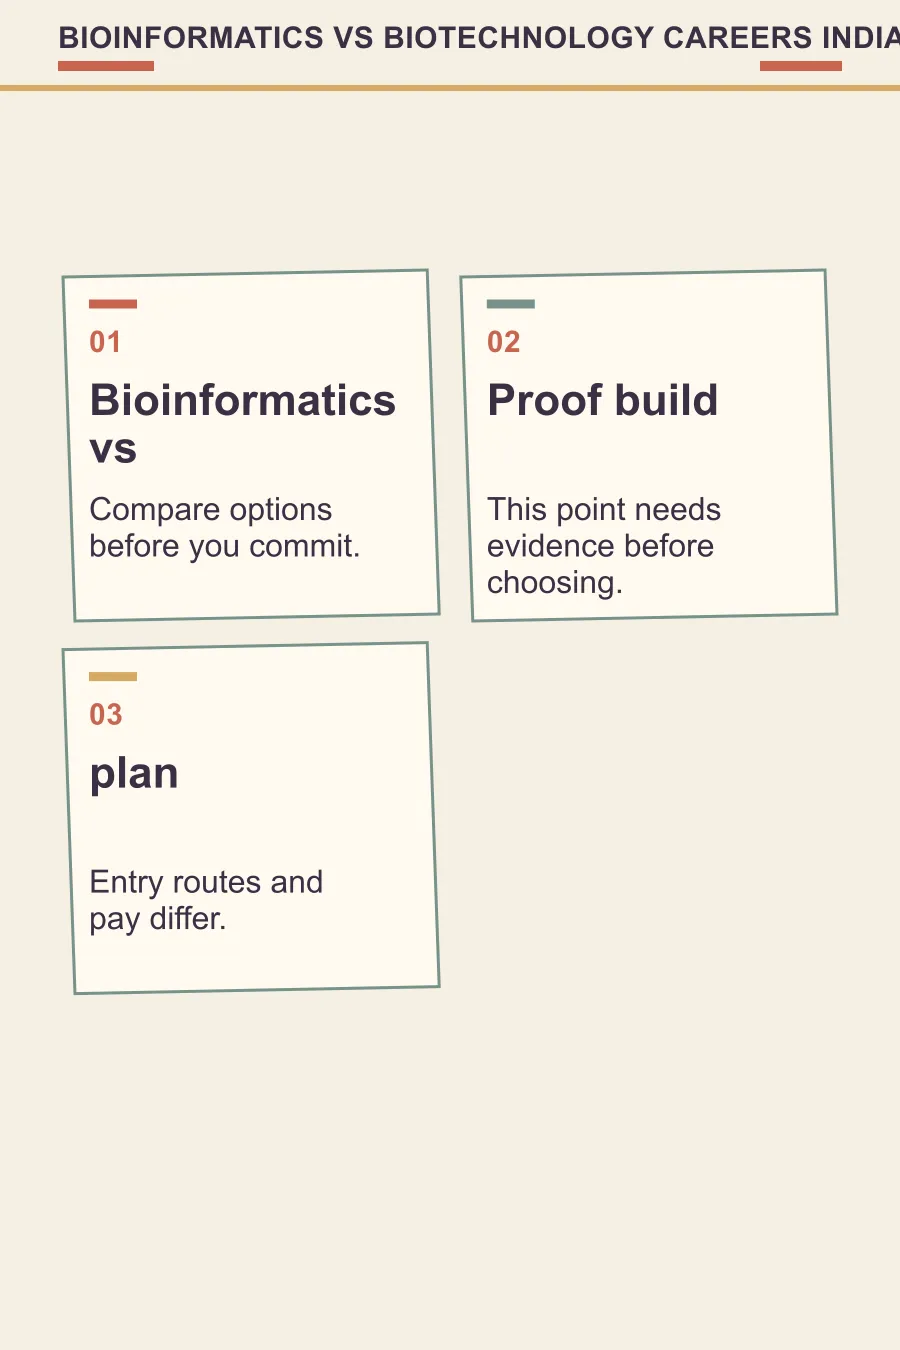 BIOINFORMATICS VS BIOTECHNOLOGY CAREERS INDIA
01
Bioinformatics
vs
Compare options
before you commit.
02
Proof build
This point needs
evidence before
choosing.
03
plan
Entry routes and
pay differ.